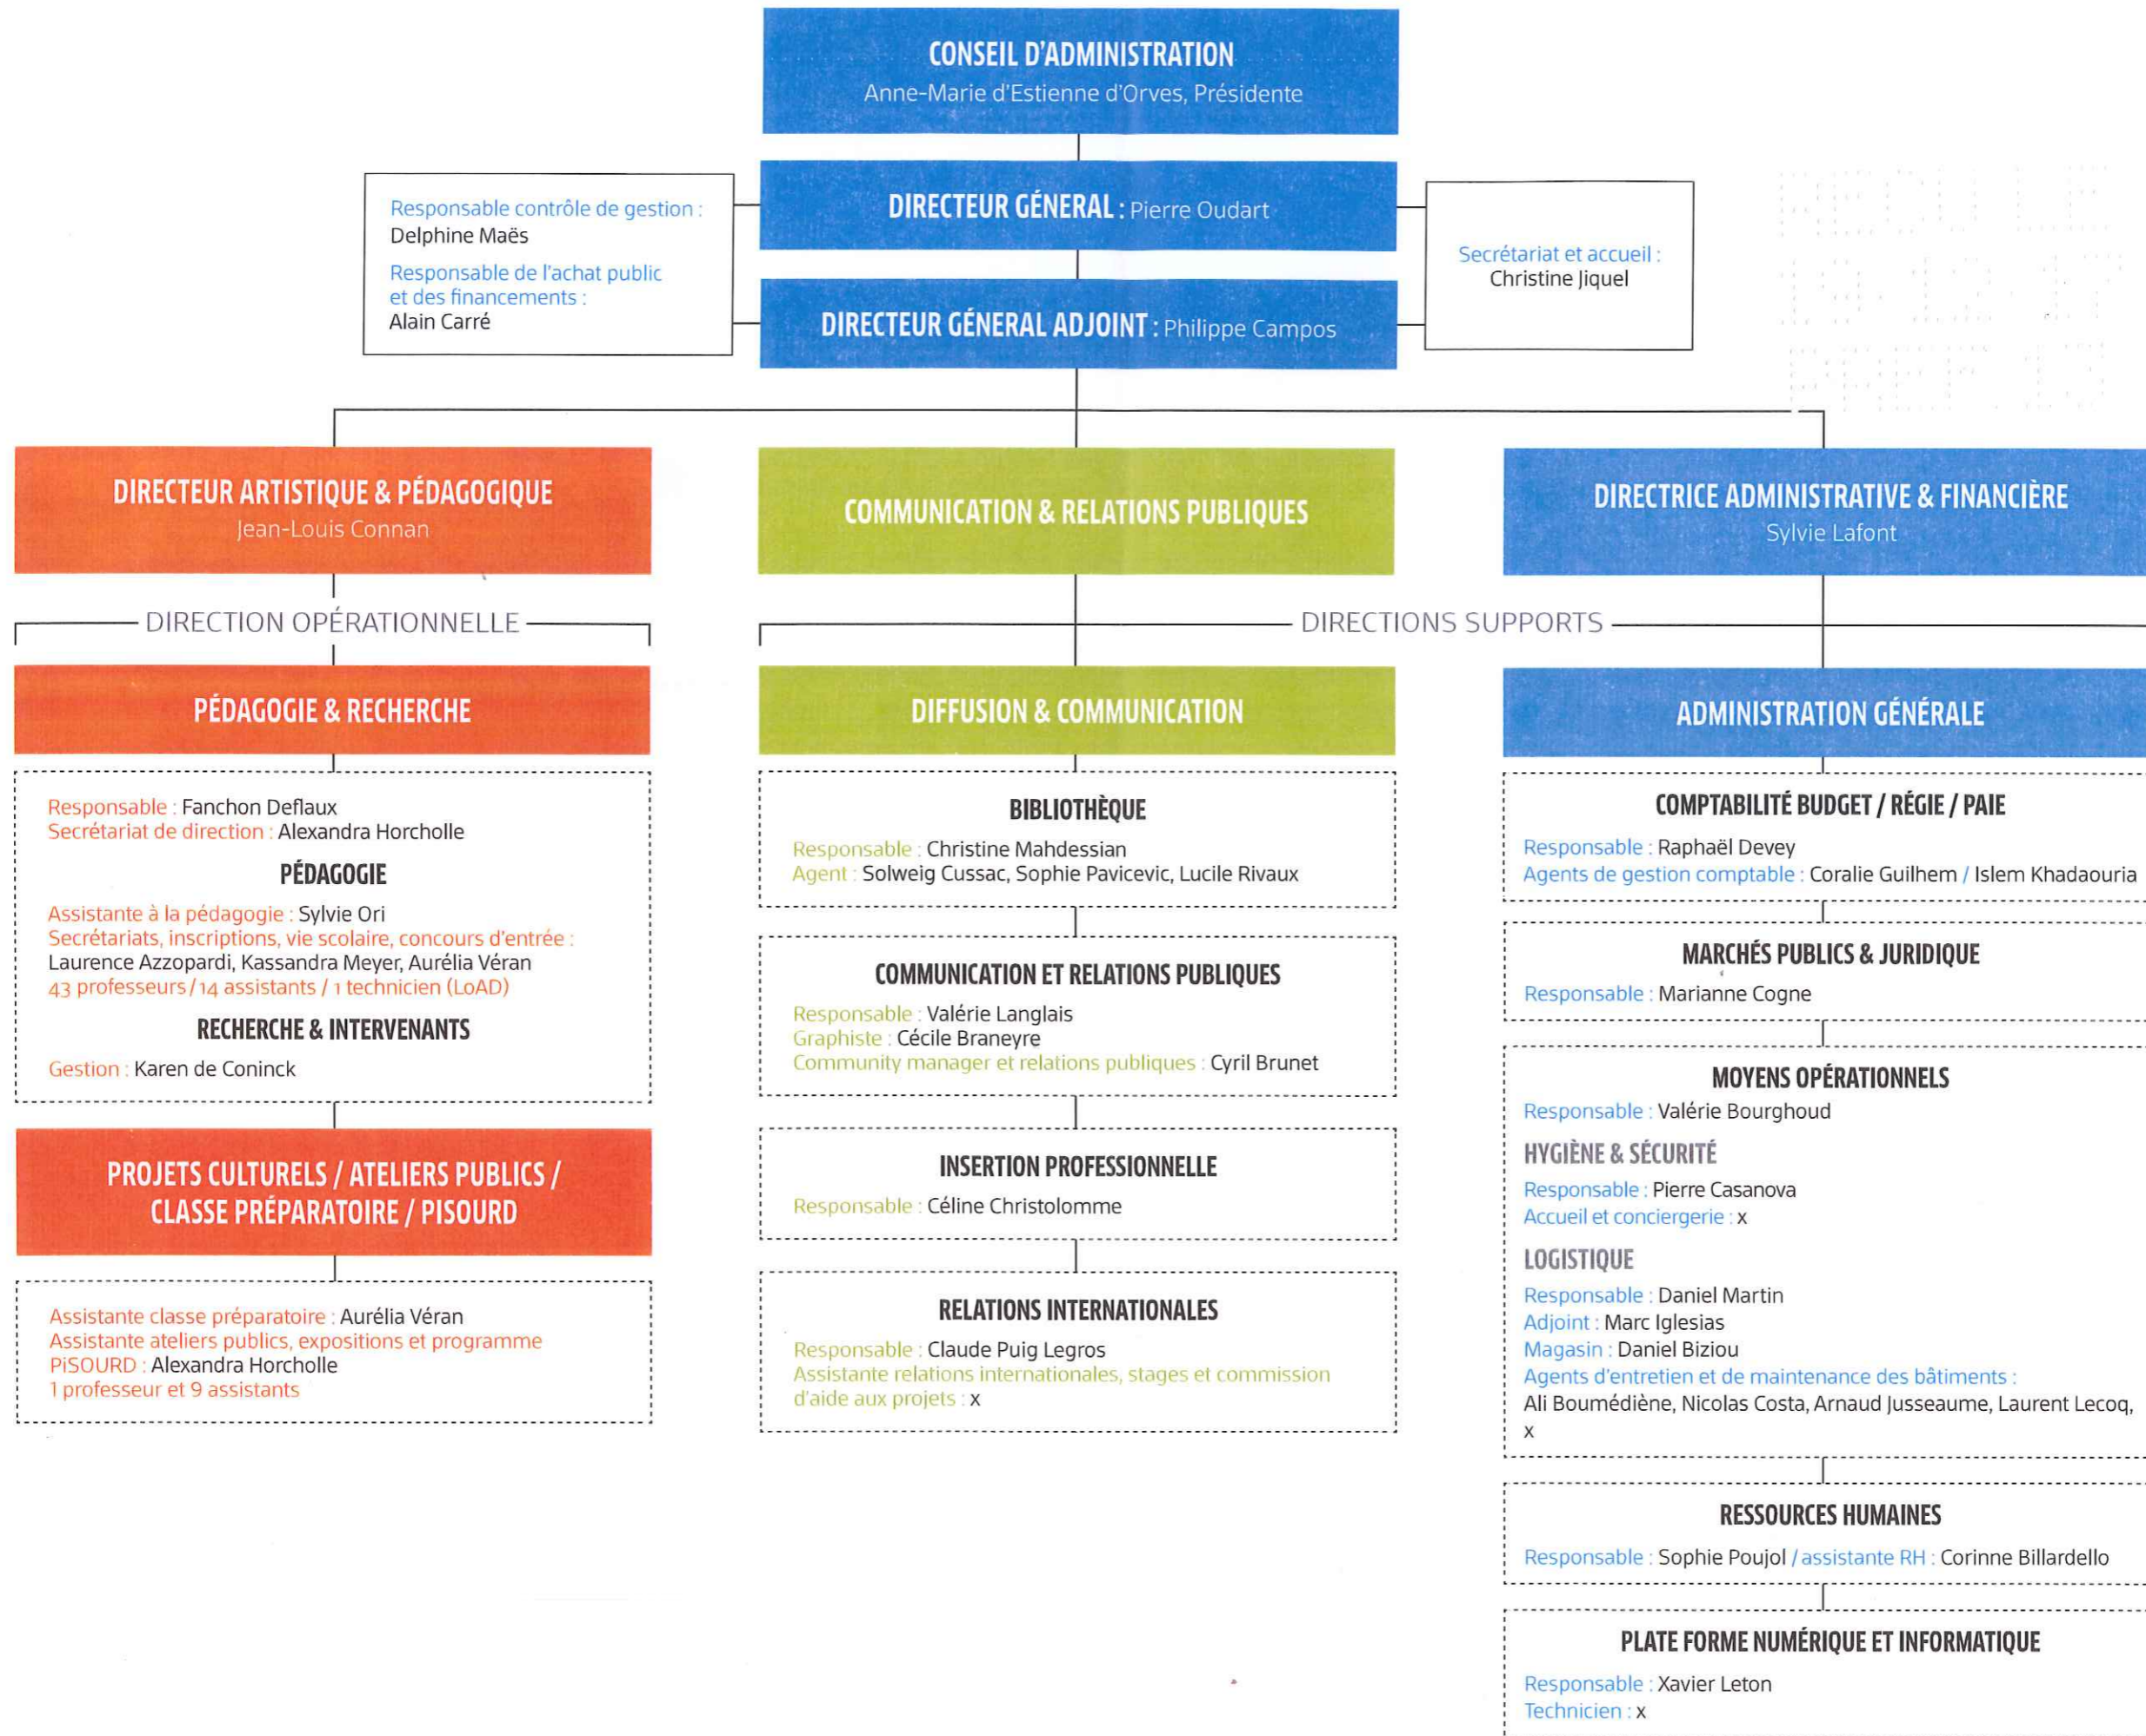 CONSEIL D'ADMINISTRATION
Anne-Marie d'Estienne d'Orves, Présidente
Responsable contrôle de gestion :
Delphine Maës
Responsable de l'achat public
et des financements :
Alain Carré
DIRECTEUR GÉNERAL : Pierre Oudart
DIRECTEUR GÉNERAL ADJOINT : Philippe Campos
Secrétariat et accueil :
Christine Jiquel
RECU LE
19-12-17
PREF 13
DIRECTEUR ARTISTIQUE & PÉDAGOGIQUE
Jean-Louis Connan
COMMUNICATION & RELATIONS PUBLIQUES
DIRECTRICE ADMINISTRATIVE & FINANCIÈRE
Sylvie Lafont
DIRECTION OPÉRATIONNELLE
DIRECTIONS SUPPORTS
PÉDAGOGIE & RECHERCHE
Responsable : Fanchon Deflaux
Secrétariat de direction : Alexandra Horcholle
PÉDAGOGIE
Assistante à la pédagogie : Sylvie Ori
Secrétariats, inscriptions, vie scolaire, concours d'entrée :
Laurence Azzopardi, Kassandra Meyer, Aurélia Véran
43 professeurs / 14 assistants / 1 technicien (LoAD)
RECHERCHE & INTERVENANTS
Gestion : Karen de Coninck
PROJETS CULTURELS / ATELIERS PUBLICS /
CLASSE PRÉPARATOIRE / PISOURD
Assistante classe préparatoire : Aurélia Véran
Assistante ateliers publics, expositions et programme
PiSOURD : Alexandra Horcholle
1 professeur et 9 assistants
DIFFUSION & COMMUNICATION
BIBLIOTHÈQUE
Responsable : Christine Mahdessian
Agent : Solweig Cussac, Sophie Pavicevic, Lucile Rivaux
COMMUNICATION ET RELATIONS PUBLIQUES
Responsable : Valérie Langlais
Graphiste : Cécile Braneyre
Community manager et relations publiques : Cyril Brunet
INSERTION PROFESSIONNELLE
Responsable : Céline Christolomme
RELATIONS INTERNATIONALES
Responsable : Claude Puig Legros
Assistante relations internationales, stages et commission
d'aide aux projets : x
ADMINISTRATION GÉNÉRALE
COMPTABILITÉ BUDGET / RÉGIE / PAIE
Responsable : Raphaël Devey
Agents de gestion comptable : Coralie Guilhem / Islem Khadaouria
MARCHÉS PUBLICS & JURIDIQUE
Responsable : Marianne Cogne
MOYENS OPÉRATIONNELS
Responsable : Valérie Bourghoud
HYGIÈNE & SÉCURITÉ
Responsable : Pierre Casanova
Accueil et conciergerie : x
LOGISTIQUE
Responsable : Daniel Martin
Adjoint : Marc Iglesias
Magasin : Daniel Biziou
Agents d'entretien et de maintenance des bâtiments :
Ali Boumédiène, Nicolas Costa, Arnaud Jusseaume, Laurent Lecoq,
x
RESSOURCES HUMAINES
Responsable : Sophie Poujol / assistante RH : Corinne Billardello
PLATE FORME NUMÉRIQUE ET INFORMATIQUE
Responsable : Xavier Leton
Technicien : x